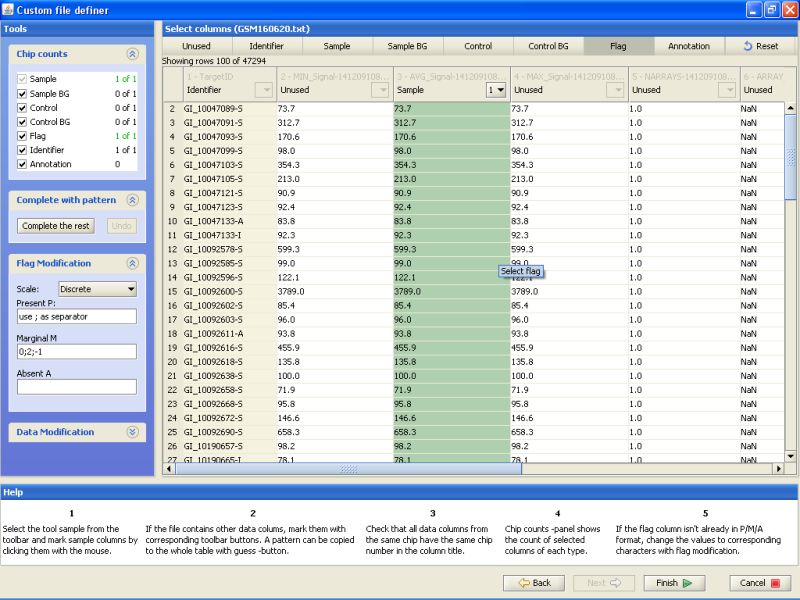 Custom file definer
Tools
Chip counts
Sample 1 of 1
Sample BG 0 of 1
Control 0 of 1
Control BG 0 of 1
Flag 1 of 1
Identifier 1 of 1
Annotation 0
Complete with pattern
Complete the rest Undo
Flag Modification
Scale: Discrete
Present P:
use ; as separator
Marginal M
0;2;-1
Absent A
Data Modification
Select columns (GSM160620.txt)
Unused Identifier Sample Sample BG Control Control BG Flag Annotation Reset
Showing rows 100 of 47294
1 - TargetID 2 - MIN_Signal-141209108... 3 - AVG_Signal-141209108... 4 - MAX_Signal-141209108... 5 - NARRAYS-141209108... 6 - ARRAY
Identifier Unused Sample 1 Unused Unused Unused
2 GI_10047089-S 73.7 73.7 73.7 1.0 NaN
3 GI_10047091-S 312.7 312.7 312.7 1.0 NaN
4 GI_10047093-S 170.6 170.6 170.6 1.0 NaN
5 GI_10047099-S 98.0 98.0 98.0 1.0 NaN
6 GI_10047103-S 354.3 354.3 354.3 1.0 NaN
7 GI_10047105-S 213.0 213.0 213.0 1.0 NaN
8 GI_10047121-S 90.9 90.9 90.9 1.0 NaN
9 GI_10047123-S 92.4 92.4 92.4 1.0 NaN
10 GI_10047133-A 83.8 83.8 83.8 1.0 NaN
11 GI_10047133-I 92.3 92.3 92.3 1.0 NaN
12 GI_10092578-S 599.3 599.3 599.3 1.0 NaN
13 GI_10092585-S 99.0 99.0 99.0 1.0 NaN
Select flag
14 GI_10092596-S 122.1 122.1 122.1 1.0 NaN
15 GI_10092600-S 3789.0 3789.0 3789.0 1.0 NaN
16 GI_10092602-S 85.4 85.4 85.4 1.0 NaN
17 GI_10092603-S 96.0 96.0 96.0 1.0 NaN
18 GI_10092611-A 93.8 93.8 93.8 1.0 NaN
19 GI_10092616-S 455.9 455.9 455.9 1.0 NaN
20 GI_10092618-S 135.8 135.8 135.8 1.0 NaN
21 GI_10092638-S 100.0 100.0 100.0 1.0 NaN
22 GI_10092658-S 71.9 71.9 71.9 1.0 NaN
23 GI_10092668-S 95.8 95.8 95.8 1.0 NaN
24 GI_10092672-S 146.6 146.6 146.6 1.0 NaN
25 GI_10092690-S 658.3 658.3 658.3 1.0 NaN
26 GI_10190657-S 98.2 98.2 98.2 1.0 NaN
27 GI_10190665-I 78.1 78.1 78.1 1.0 NaN
Help
1
Select the tool sample from the
toolbar and mark sample columns by
clicking them with the mouse.
2
If the file contains other data colums, mark them with
corresponding toolbar buttons. A pattern can be copied
to the whole table with guess -button.
3
Check that all data columns from
the same chip have the same chip
number in the column title.
4
Chip counts -panel shows
the count of selected
columns of each type.
5
If the flag column isn't already in P/M/A
format, change the values to corresponding
characters with flag modification.
Back Next Finish Cancel